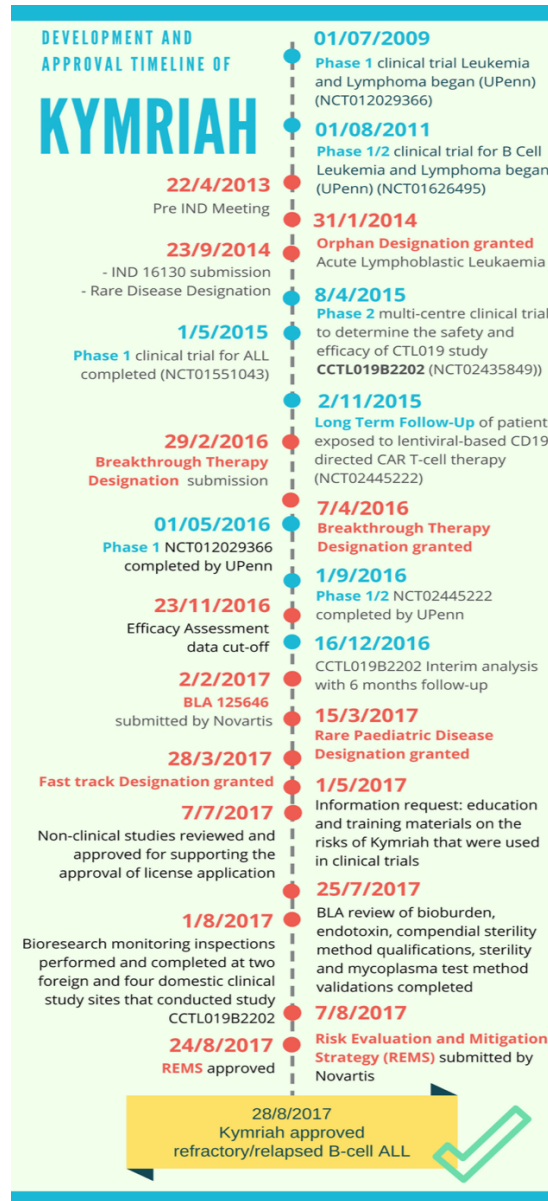 DEVELOPMENT AND
APPROVAL TIMELINE OF
KYMRIAH
01/07/2009
Phase 1 clinical trial Leukemia
and Lymphoma began (UPenn)
(NCT012029366)
01/08/2011
Phase 1/2 clinical trial for B Cell
Leukemia and Lymphoma began
(UPenn) (NCT01626495)
22/4/2013
Pre IND Meeting
31/1/2014
Orphan Designation granted
Acute Lymphoblastic Leukaemia
23/9/2014
- IND 16130 submission
- Rare Disease Designation
8/4/2015
Phase 2 multi-centre clinical trial
to determine the safety and
efficacy of CTL019 study
CCTL019B2202 (NCT02435849))
1/5/2015
Phase 1 clinical trial for ALL
completed (NCT01551043)
2/11/2015
Long Term Follow-Up of patient
exposed to lentiviral-based CD19
directed CAR T-cell therapy
(NCT02445222)
29/2/2016
Breakthrough Therapy
Designation submission
7/4/2016
Breakthrough Therapy
Designation granted
01/05/2016
Phase 1 NCT012029366
completed by UPenn
1/9/2016
Phase 1/2 NCT02445222
completed by UPenn
23/11/2016
Efficacy Assessment
data cut-off
16/12/2016
CCTL019B2202 Interim analysis
with 6 months follow-up
2/2/2017
BLA 125646
submitted by Novartis
15/3/2017
Rare Paediatric Disease
Designation granted
28/3/2017
Fast track Designation granted
1/5/2017
Information request: education
and training materials on the
risks of Kymriah that were used
in clinical trials
7/7/2017
Non-clinical studies reviewed and
approved for supporting the
approval of license application
25/7/2017
BLA review of bioburden,
endotoxin, compendial sterility
method qualifications, sterility
and mycoplasma test method
validations completed
1/8/2017
Bioresearch monitoring inspections
performed and completed at two
foreign and four domestic clinical
study sites that conducted study
CCTL019B2202
7/8/2017
Risk Evaluation and Mitigation
Strategy (REMS) submitted by
Novartis
24/8/2017
REMS approved
28/8/2017
Kymriah approved
refractory/relapsed B-cell ALL